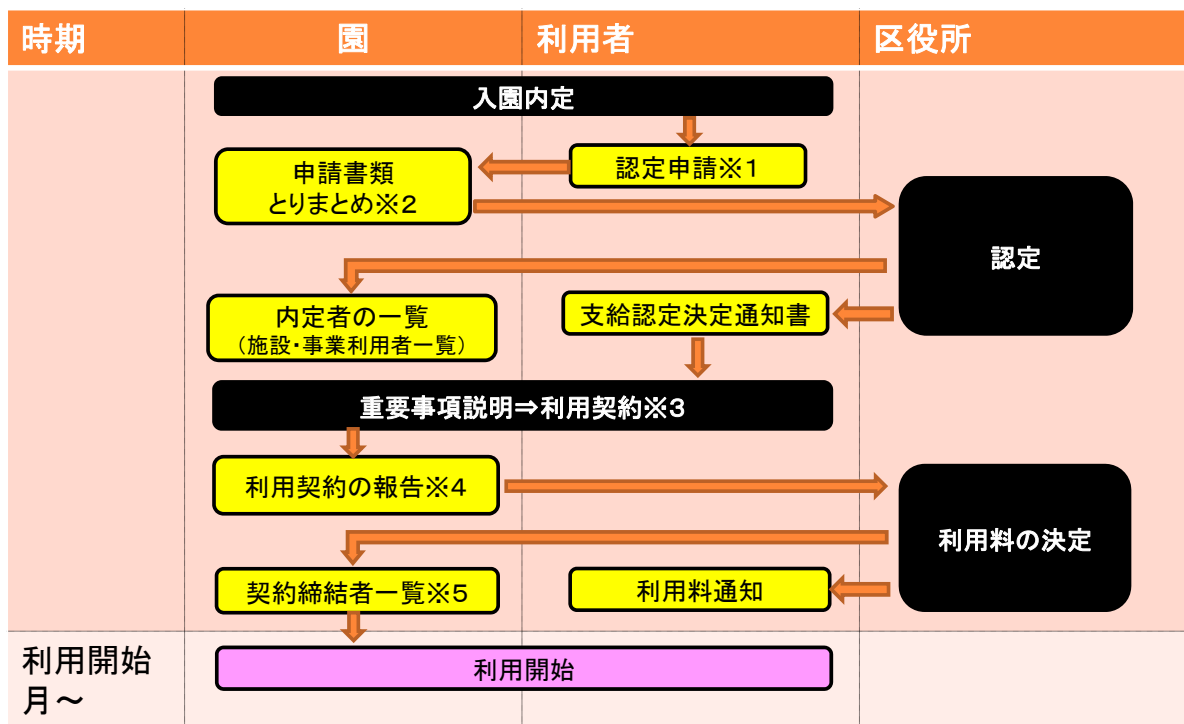 時期
園
利用者
区役所
入園内定
認定申請※1
申請書類
とりまとめ※2
認定
内定者の一覧
(施設・事業利用者一覧)
支給認定決定通知書
重要事項説明⇒利用契約※3
利用契約の報告※4
利用料の決定
契約締結者一覧※5
利用料通知
利用開始
月～
利用開始